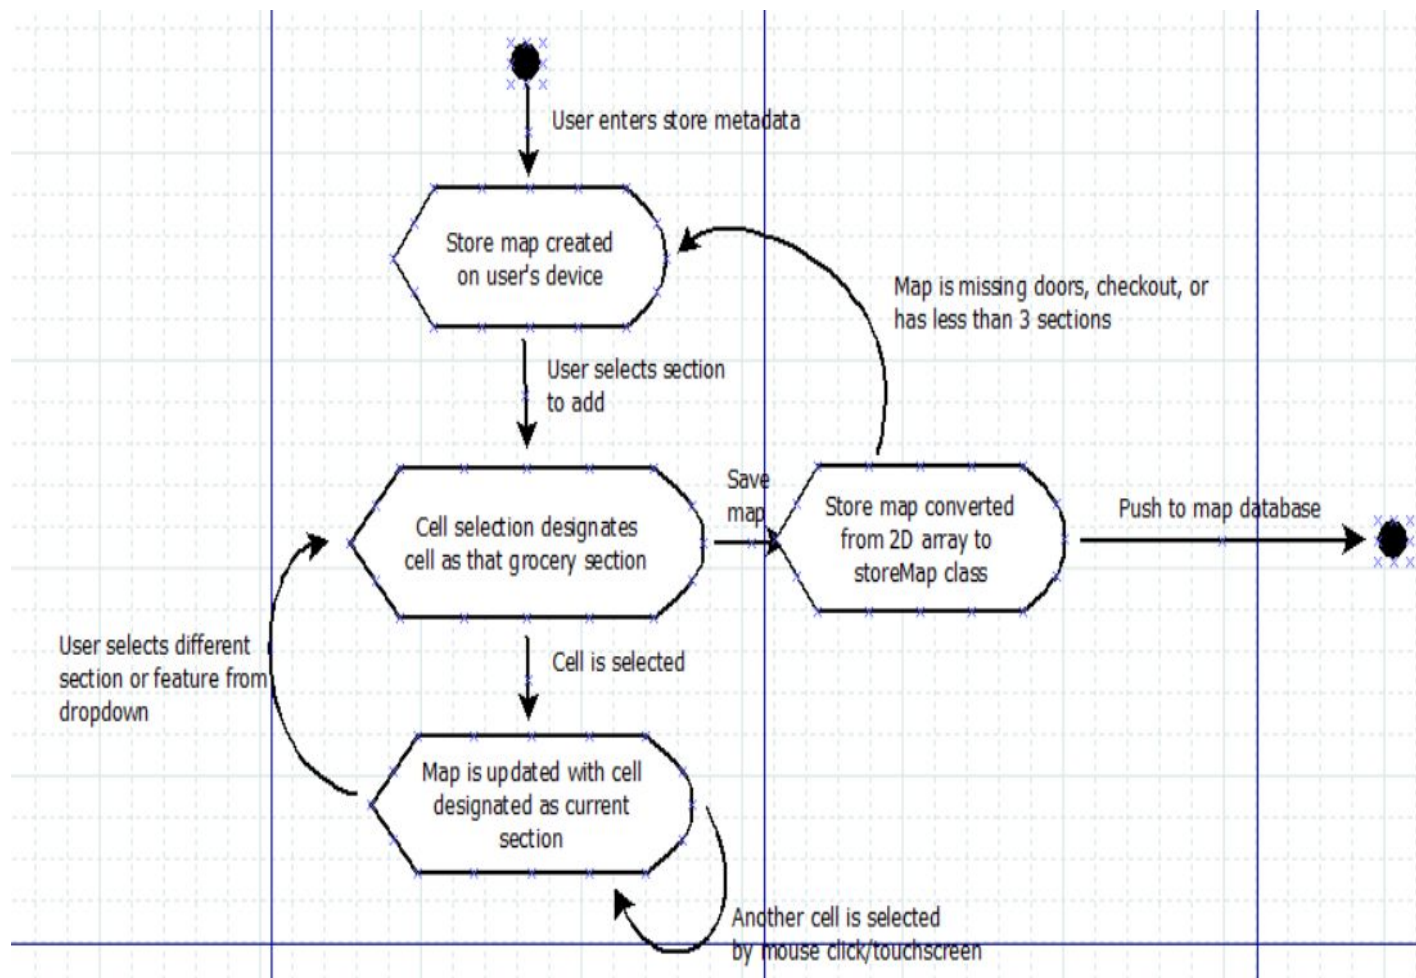 User enters store metadata
Store map created
on user's device
Map is missing doors, checkout, or
has less than 3 sections
User selects section
to add
Save
map
Cell selection designates
cell as that grocery section
Store map converted
from 2D array to
storeMap class
Push to map database
User selects different
section or feature from
dropdown
Cell is selected
Map is updated with cell
designated as current
section
Another cell is selected
by mouse click/touchscreen